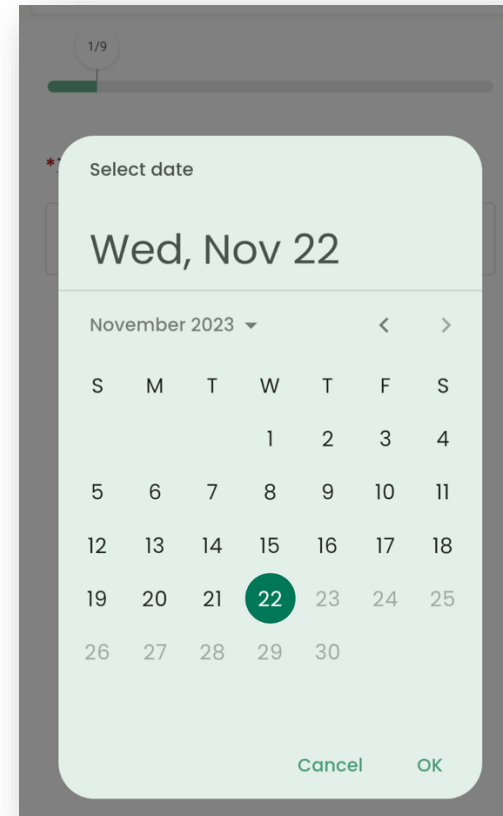 1/9
*
Select date
Wed, Nov 22
November 2023
S M T W T F S
1 2 3 4
5 6 7 8 9 10 11
12 13 14 15 16 17 18
19 20 21 22 23 24 25
26 27 28 29 30
Cancel OK